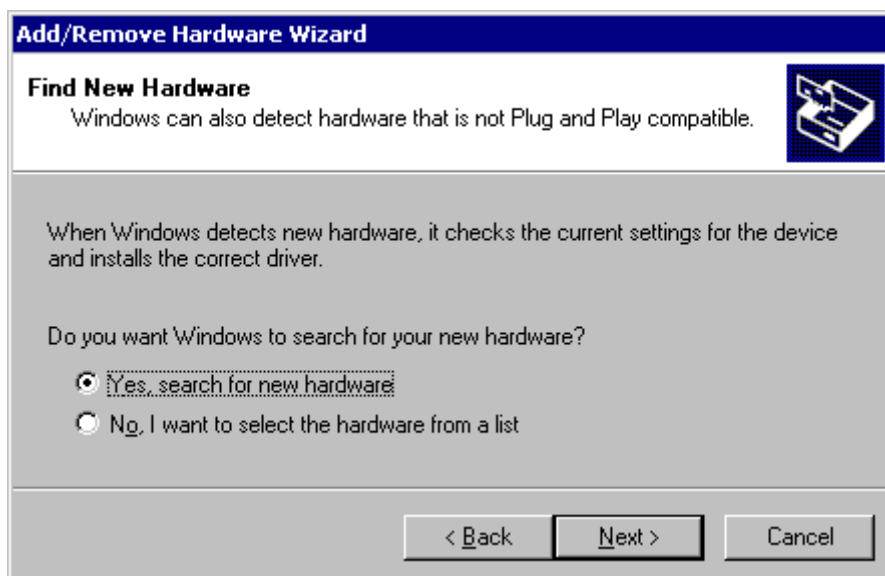 Add/Remove Hardware Wizard
Find New Hardware
Windows can also detect hardware that is not Plug and Play compatible.
When Windows detects new hardware, it checks the current settings for the device
and installs the correct driver.
Do you want Windows to search for your new hardware?
Yes, search for new hardware
No, I want to select the hardware from a list
< Back
Next >
Cancel